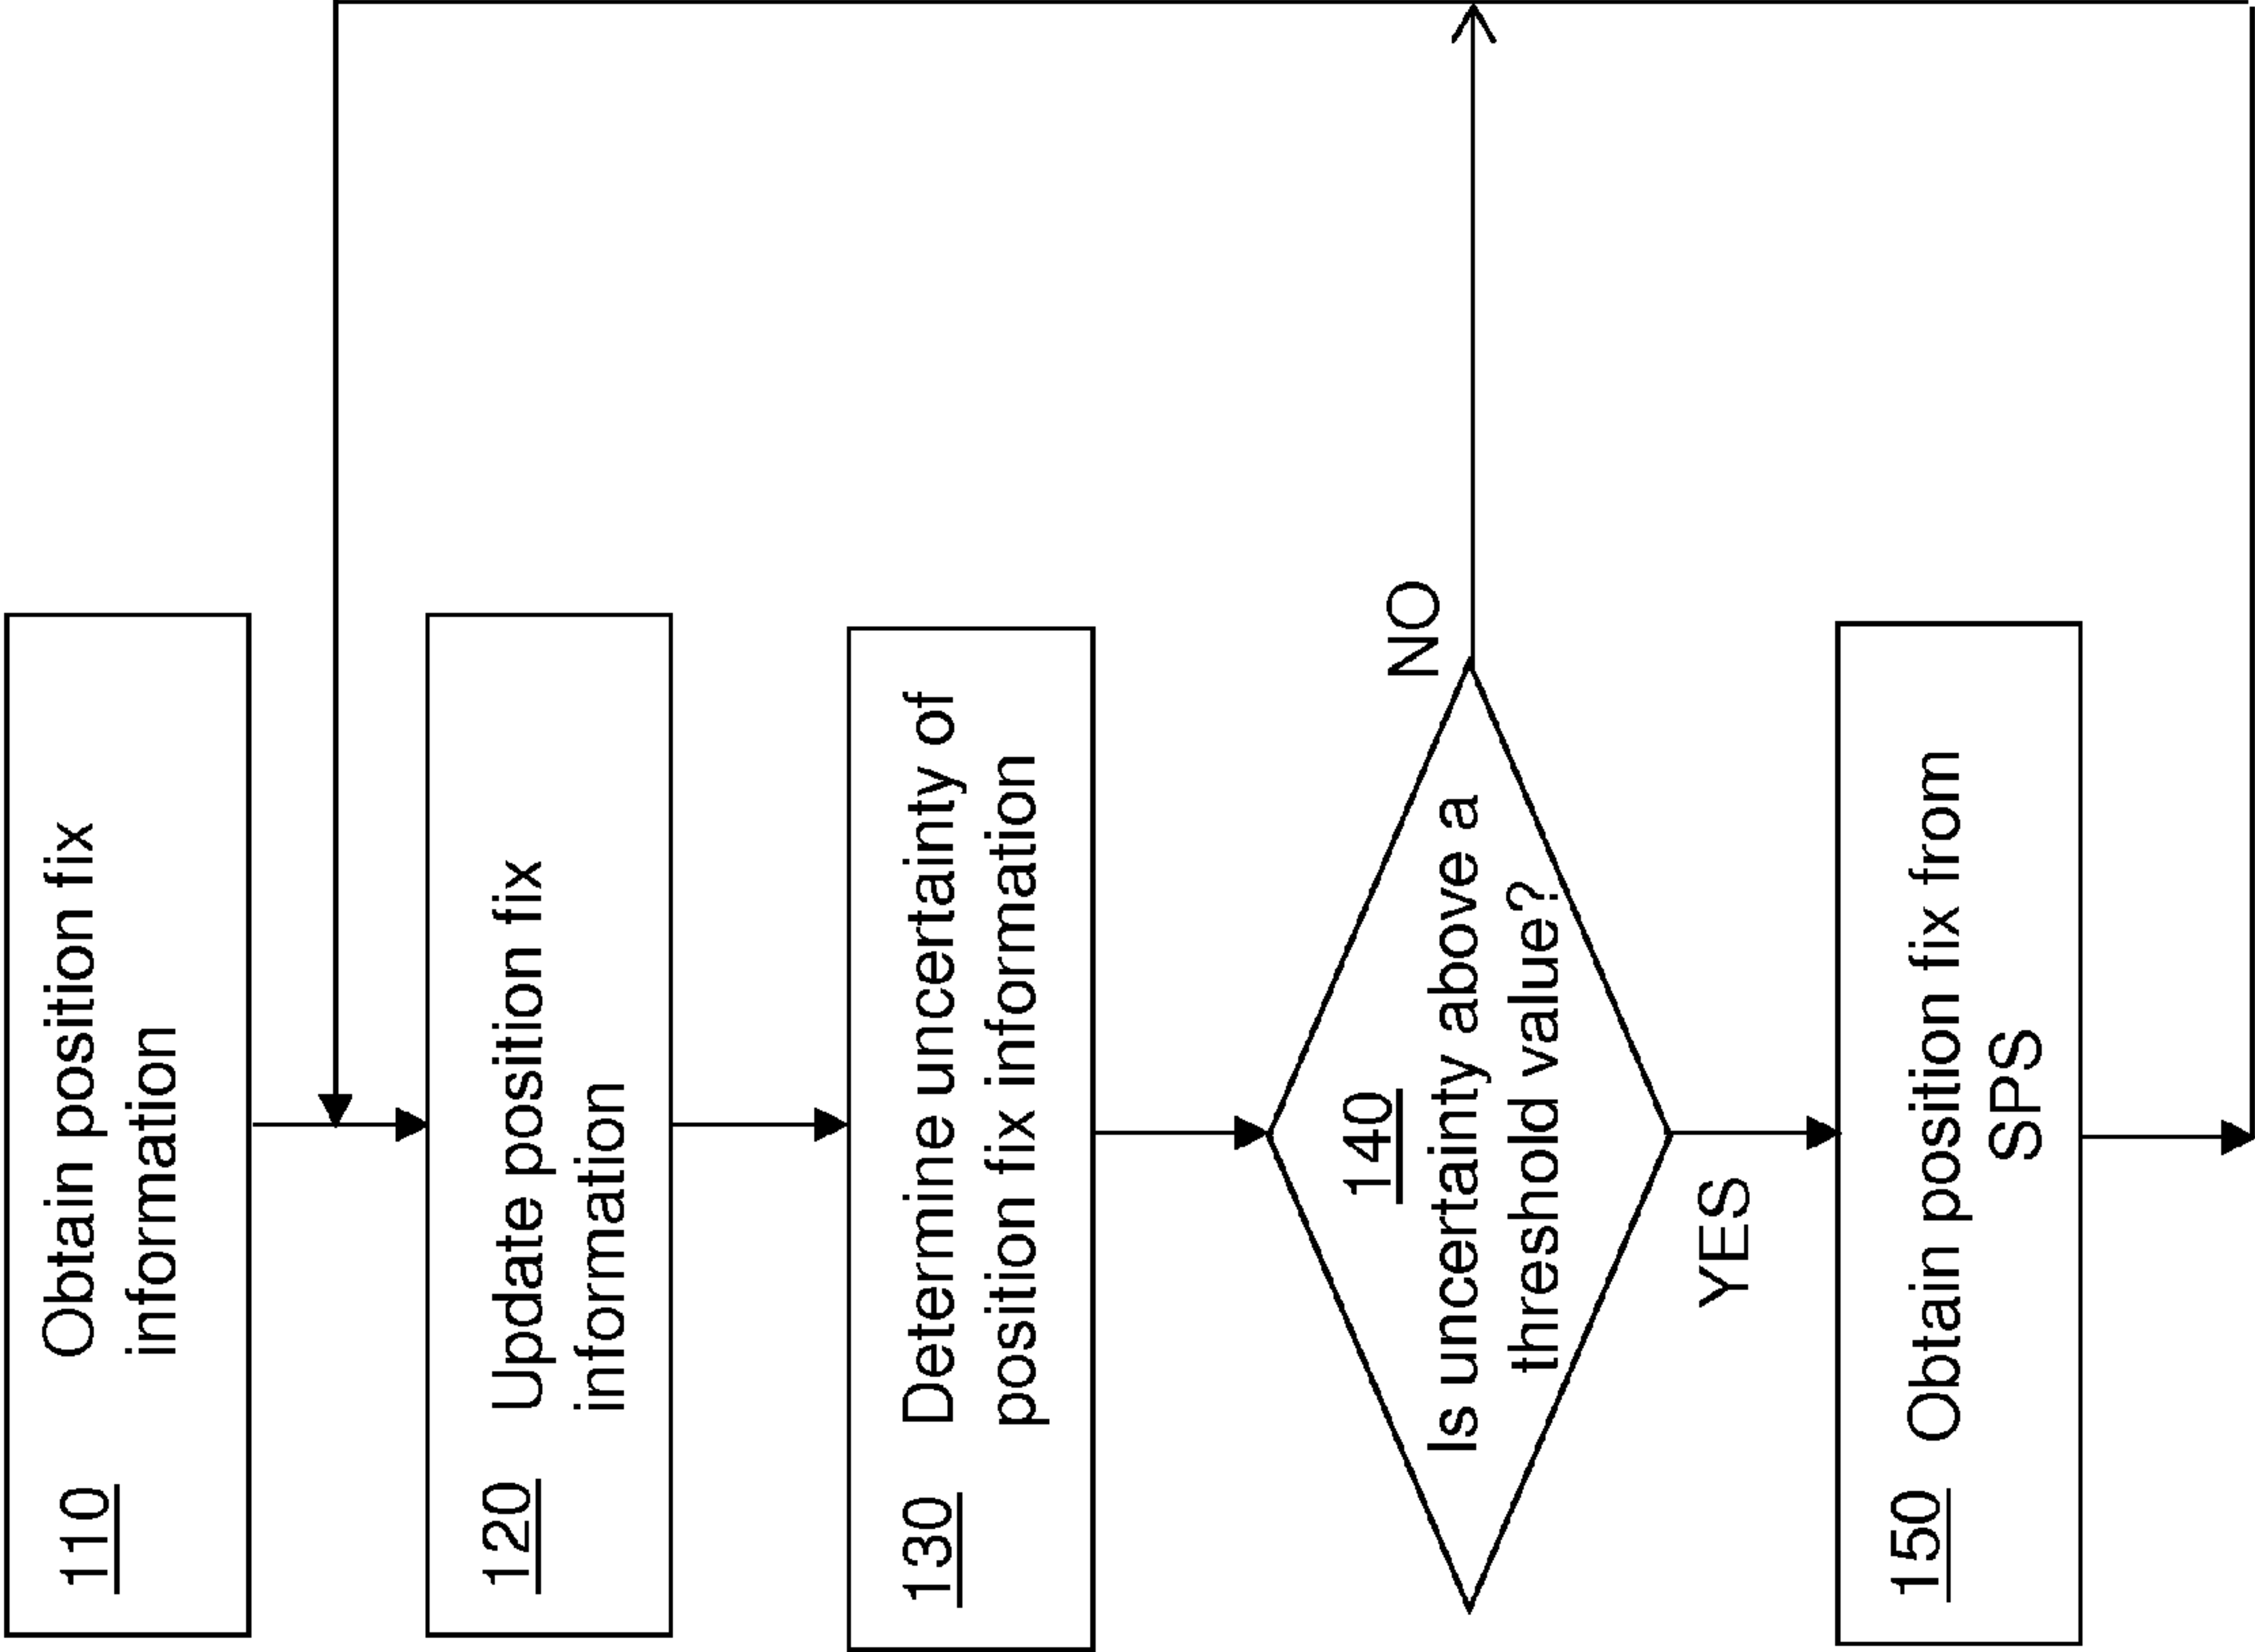 110 Obtain position fix
information
120 Update position fix
information
130 Determine uncertainty of
position fix information
140
Is uncertainty above a
threshold value?
NO
YES
150 Obtain position fix from
SPS